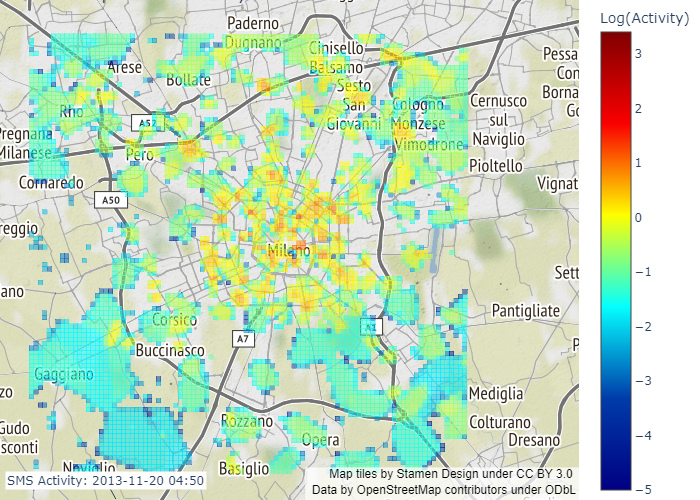 Paderno
Dugnano
Cinisello
Balsamo
Arese
Bollate
Sesto
San
Giovanni
Pessa
Con
Borna
Go
Rho
A52
Cologno
Monzese
Cernusco
sul
Naviglio
Pregnana
Milanese
Pero
Vimodrone
Pioltello
Cornaredo
Vignat
A50
reggio
Milano
Sett
ano
Pantigliate
Corsico
A1
A7
P
Buccinasco
Gaggiano
zo
Mediglia
Rozzano
Colturano
Gudo
sconti
Opera
Dresano
Naviglio
Basiglio
SMS Activity: 2013-11-20 04:50
Map tiles by Stamen Design under CC BY 3.0
Data by OpenStreetMap contributors under ODbL
Log(Activity)
3
2
1
0
−1
−2
−3
−4
−5